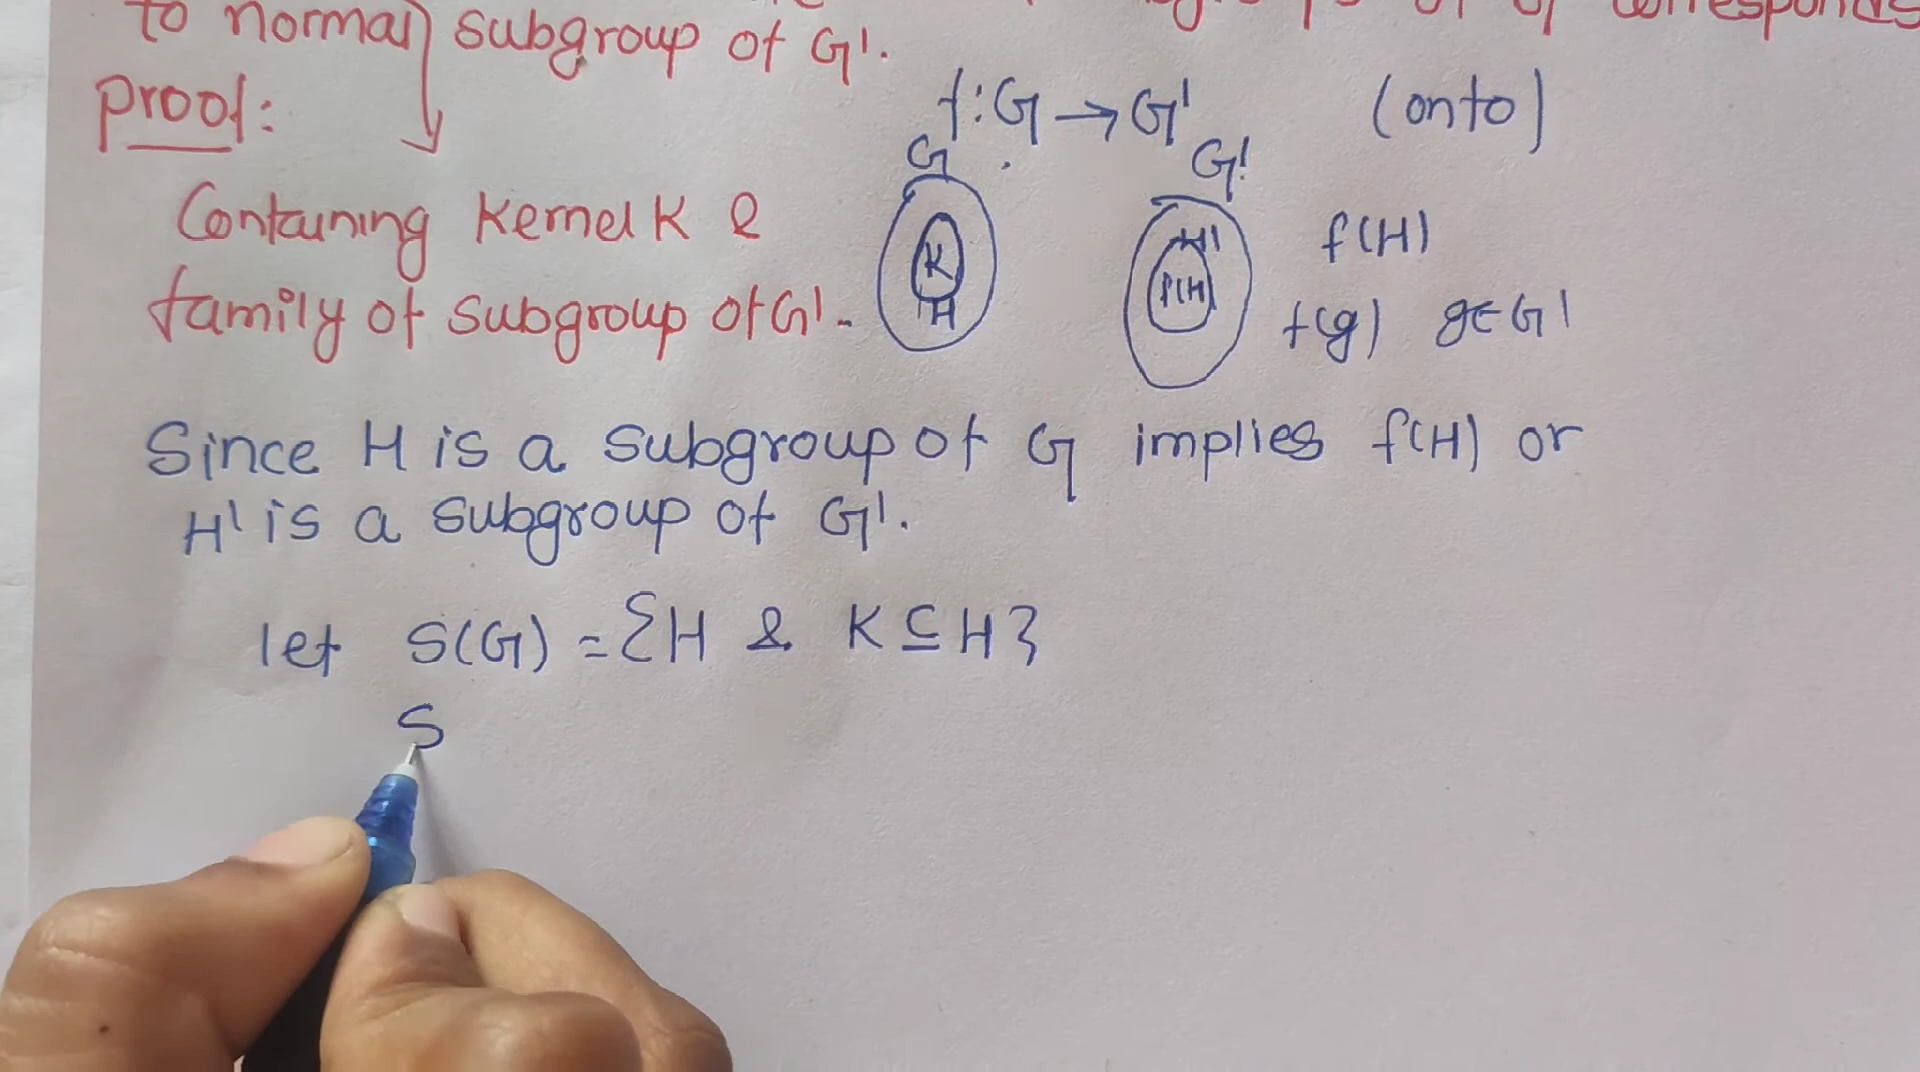 corresponds
to normal subgroup of G'.
Proof:
f: G → G' (onto)
G G'
Containing Kernel K &
K H
H' f(H)
f(H)
family of subgroup of G'.
f(g) g∈G'
Since H is a subgroup of G implies f(H) or
H' is a subgroup of G'.
let S(G) = {H & K ⊆ H}
S